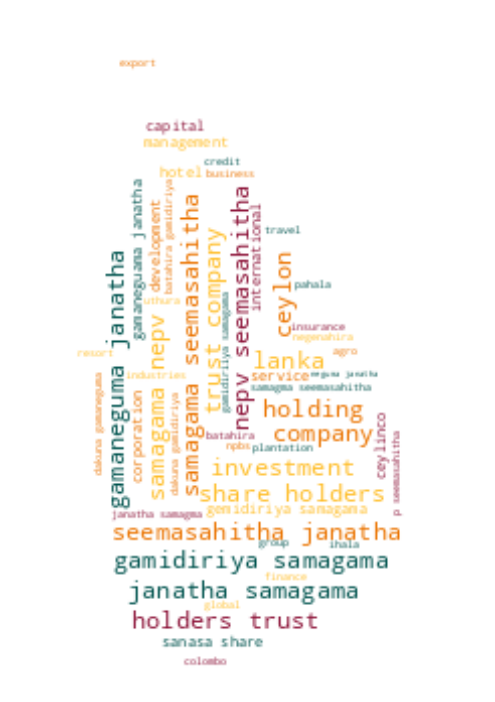 export
capital
management
credit
hotel
business
gamaneguma janatha
batahira gamidiriya
development
samagama seemasahitha
nepv seemasahitha
international
travel
trust company
gamaneguma janatha
ceylon
pahala
uthura
gamidiriya samagama
samagama nepv
insurance
negenahira
resort
agro
lanka
industries
service
samagma seemasahitha
dakuna gamaneguma
corporation
dakuna gamidiriya
holding
company
ceylinco
p seemasahitha
batahira
npbs
plantation
investment
share holders
gemidiriya samagama
janatha samagma
seemasahitha janatha
group
ihala
gamidiriya samagama
finance
janatha samagama
global
holders trust
sanasa share
colombo